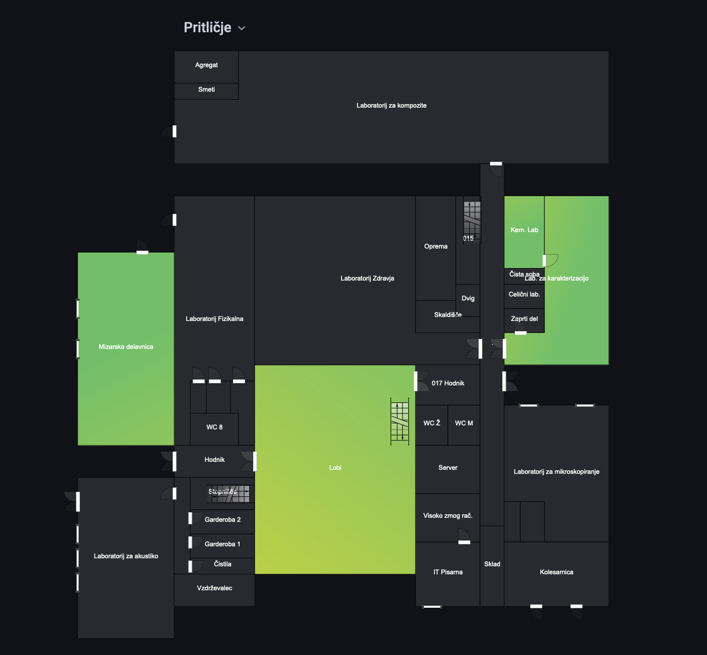 Pritličje
Agregat
Smeti
Laboratorij za kompozite
Kem. Lab
015
Oprema
Čista soba
Lab. za karakterizacijo
Laboratorij Zdravja
Celični lab.
Dvig
Skladišče
Zaprti del
Laboratorij Fizikalna
Mizarska delavnica
017 Hodnik
WC Ž
WC M
WC 8
Hodnik
Lobi
Server
Laboratorij za mikroskopiranje
Garderoba 2
Visoko zmog rač.
Garderoba 1
Laboratorij za akustiko
Čistila
Sklad
IT Pisarna
Kolesarnica
Vzdrževalec